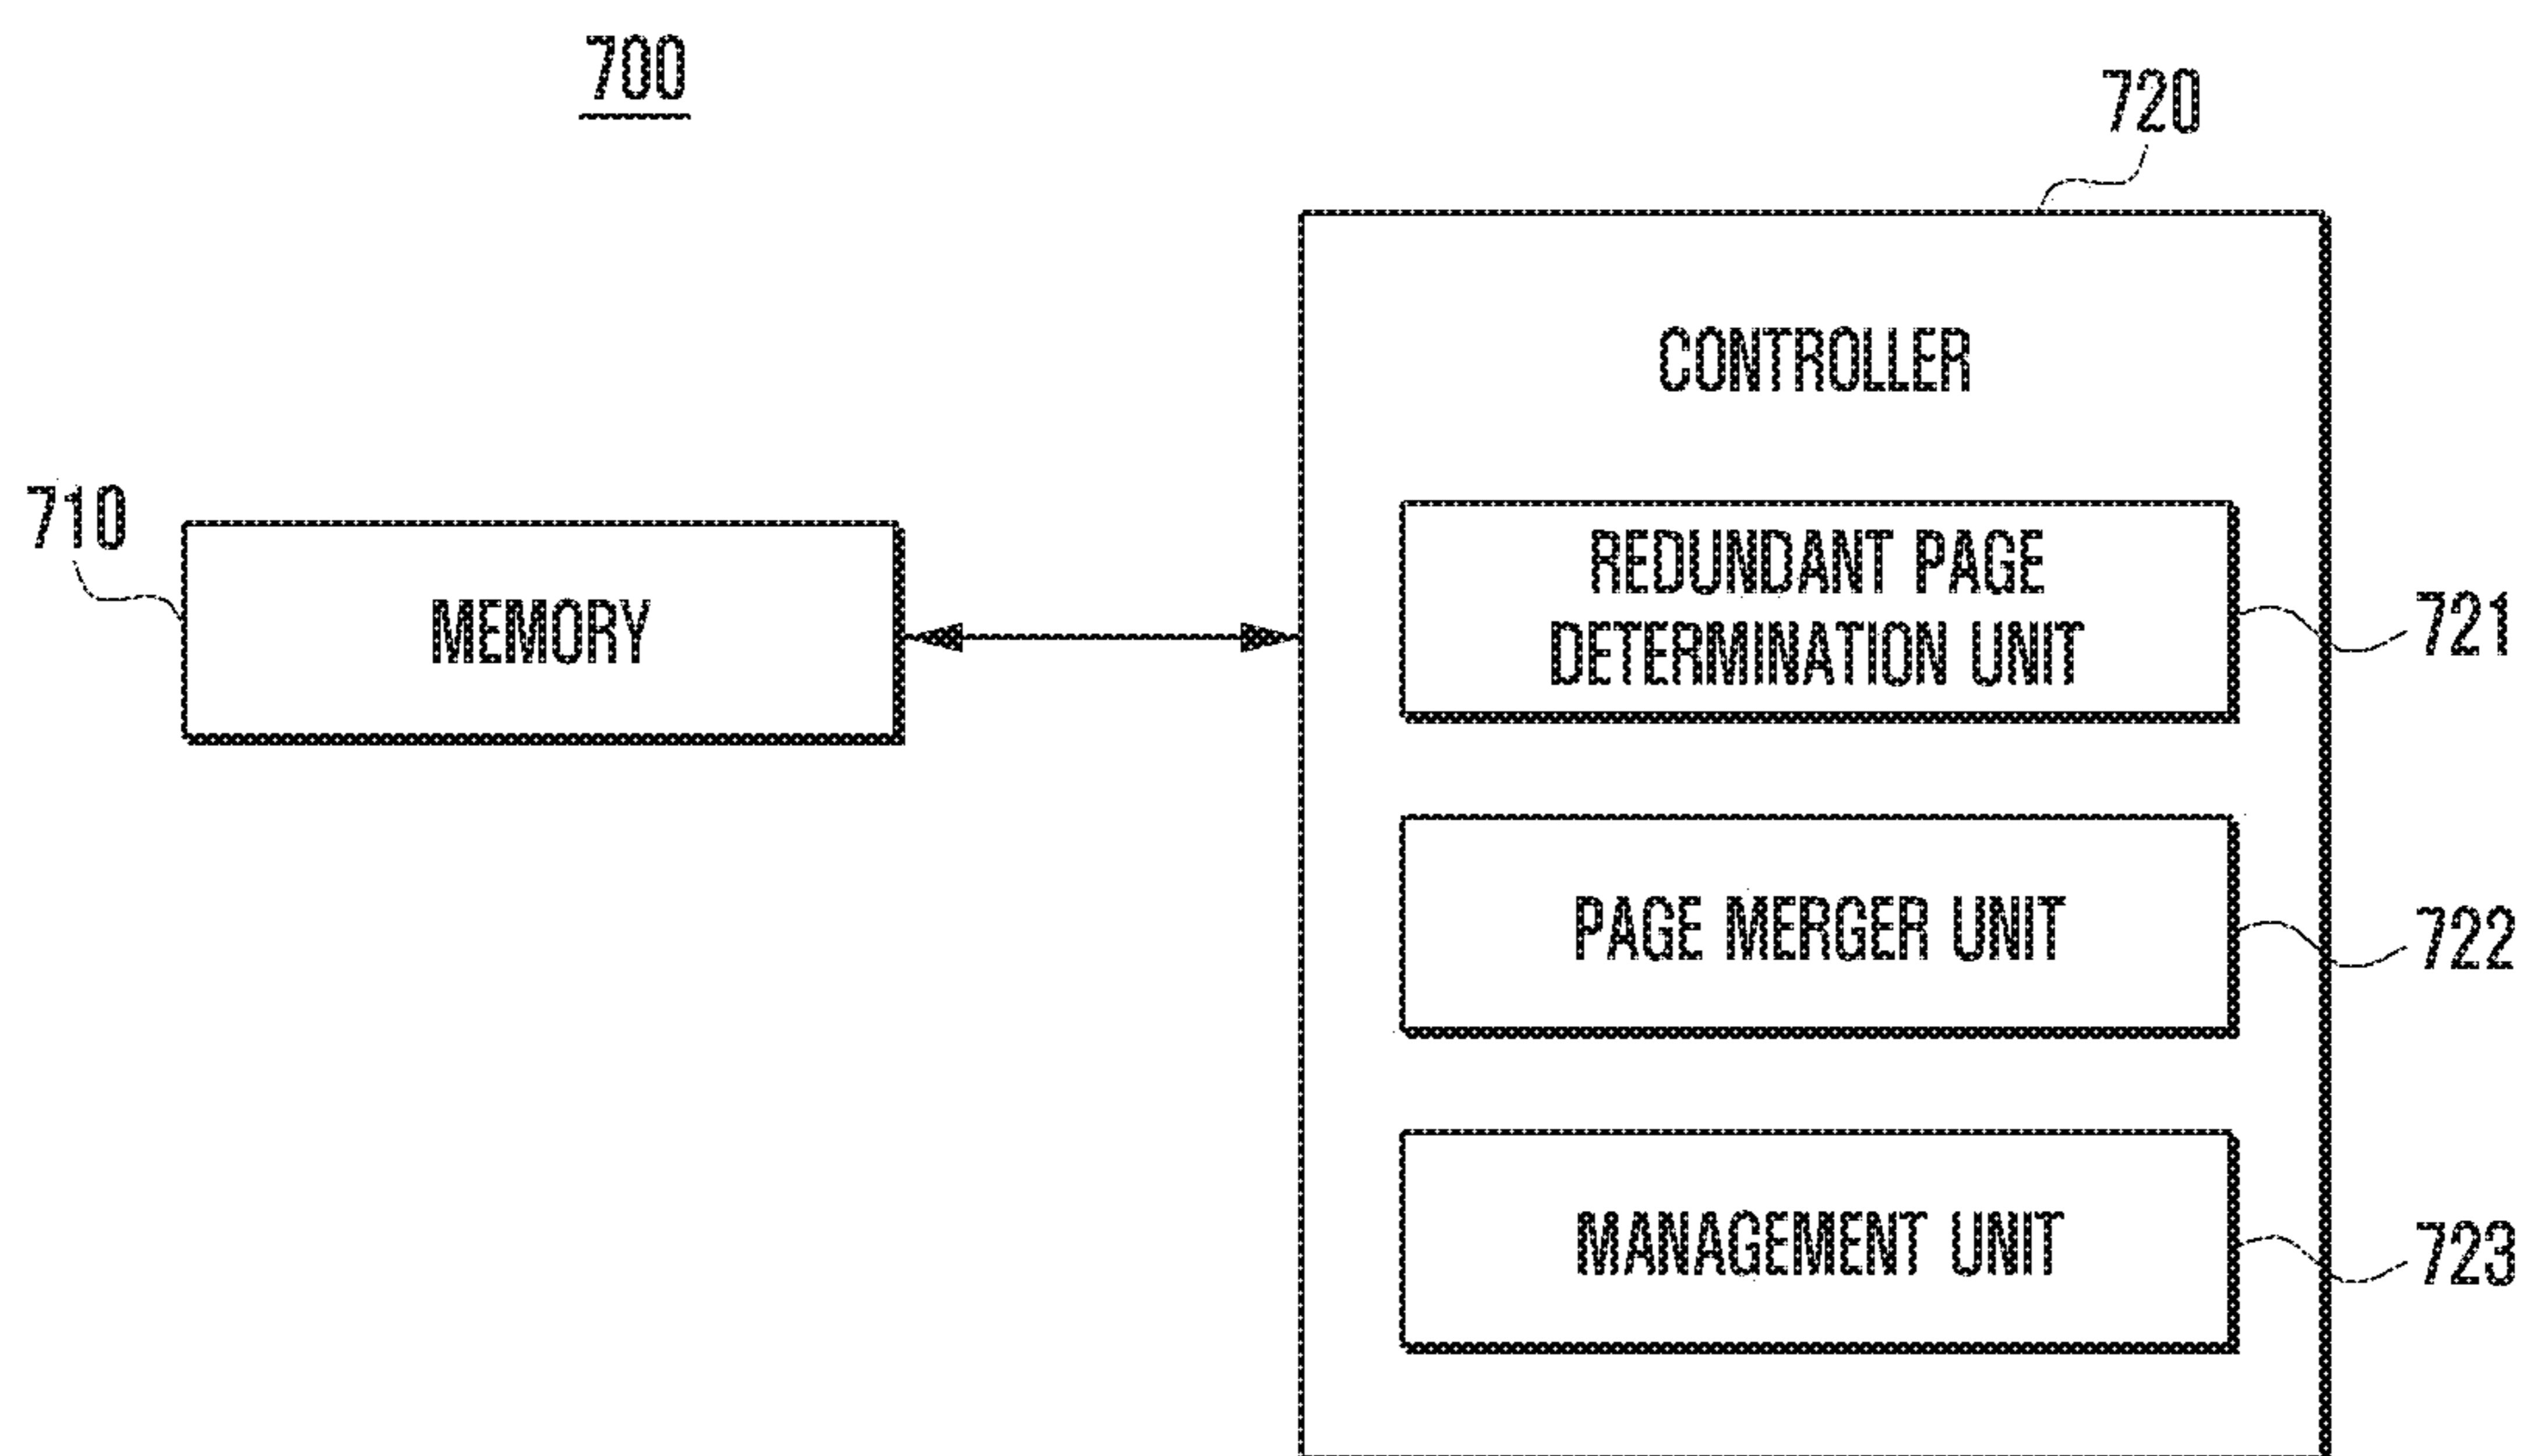 700
720
CONTROLLER
710
MEMORY
REDUNDANT PAGE
DETERMINATION UNIT
721
PAGE MERGER UNIT
722
MANAGEMENT UNIT
723